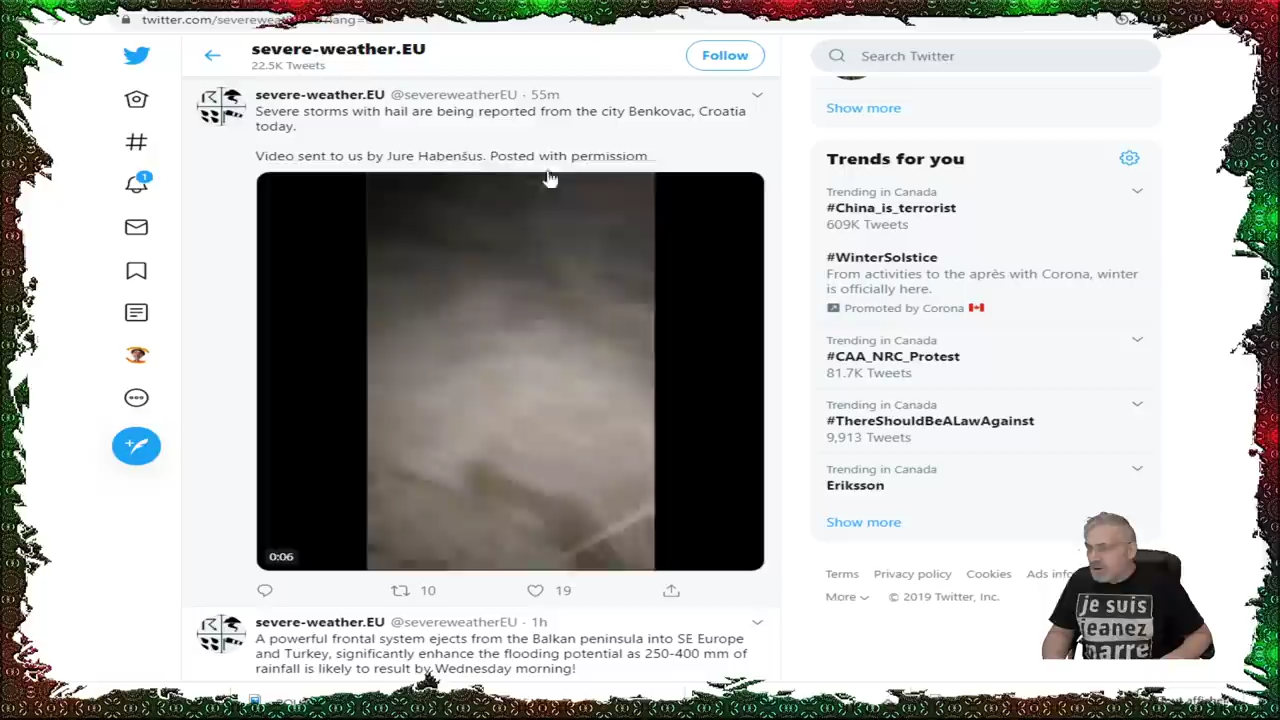 twitter.com/severewea
lang=
severe-weather.EU
22.5K Tweets
Follow
Search Twitter
severe-weather.EU @severeweatherEU · 55m
Severe storms with hail are being reported from the city Benkovac, Croatia
today.
Video sent to us by Jure Habenšus. Posted with permissiom
0:06
10
19
severe-weather.EU @severeweatherEU · 1h
A powerful frontal system ejects from the Balkan peninsula into SE Europe
and Turkey, significantly enhance the flooding potential as 250-400 mm of
rainfall is likely to result by Wednesday morning!
1
Show more
Trends for you
Trending in Canada
#China_is_terrorist
609K Tweets
#WinterSolstice
From activities to the après with Corona, winter
is officially here.
Promoted by Corona
Trending in Canada
#CAA_NRC_Protest
81.7K Tweets
Trending in Canada
#ThereShouldBeALawAgainst
9,913 Tweets
Trending in Canada
Eriksson
Show more
Terms Privacy policy Cookies Ads info
More © 2019 Twitter, Inc.
je suis
jeanez